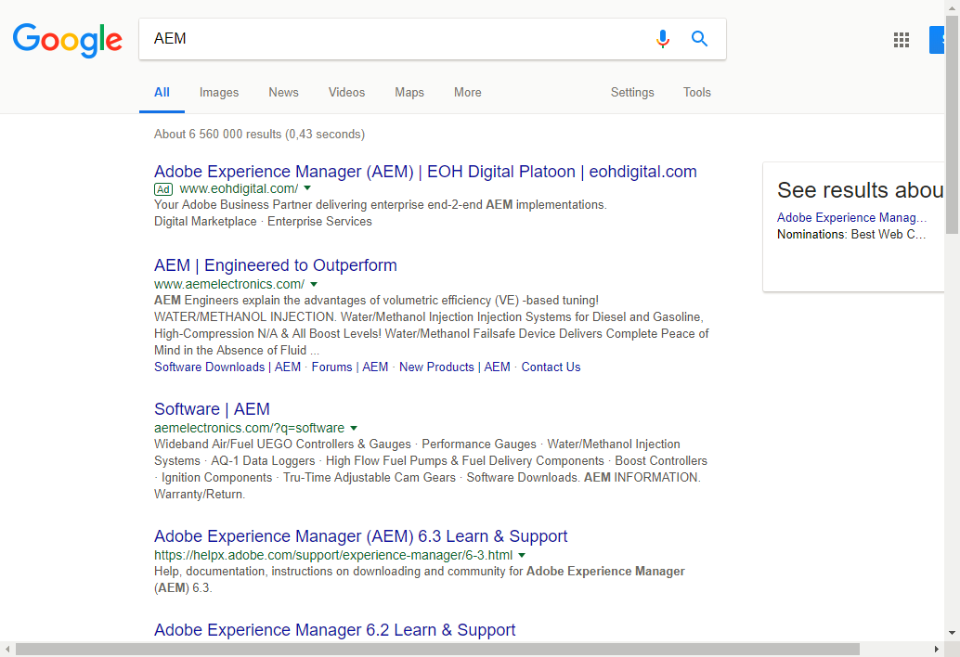 Google
AEM
All Images News Videos Maps More Settings Tools
About 6 560 000 results (0,43 seconds)
Adobe Experience Manager (AEM) | EOH Digital Platoon | eohdigital.com
Ad www.eohdigital.com/
Your Adobe Business Partner delivering enterprise end-2-end AEM implementations.
Digital Marketplace · Enterprise Services
AEM | Engineered to Outperform
www.aemelectronics.com/
AEM Engineers explain the advantages of volumetric efficiency (VE) -based tuning!
WATER/METHANOL INJECTION. Water/Methanol Injection Injection Systems for Diesel and Gasoline,
High-Compression N/A & All Boost Levels! Water/Methanol Failsafe Device Delivers Complete Peace of
Mind in the Absence of Fluid ...
Software Downloads | AEM · Forums | AEM · New Products | AEM · Contact Us
Software | AEM
aemelectronics.com/?q=software
Wideband Air/Fuel UEGO Controllers & Gauges · Performance Gauges · Water/Methanol Injection
Systems · AQ-1 Data Loggers · High Flow Fuel Pumps & Fuel Delivery Components · Boost Controllers
· Ignition Components · Tru-Time Adjustable Cam Gears · Software Downloads. AEM INFORMATION.
Warranty/Return.
Adobe Experience Manager (AEM) 6.3 Learn & Support
https://helpx.adobe.com/support/experience-manager/6-3.html
Help, documentation, instructions on downloading and community for Adobe Experience Manager
(AEM) 6.3.
Adobe Experience Manager 6.2 Learn & Support
See results abou
Adobe Experience Manag...
Nominations: Best Web C...